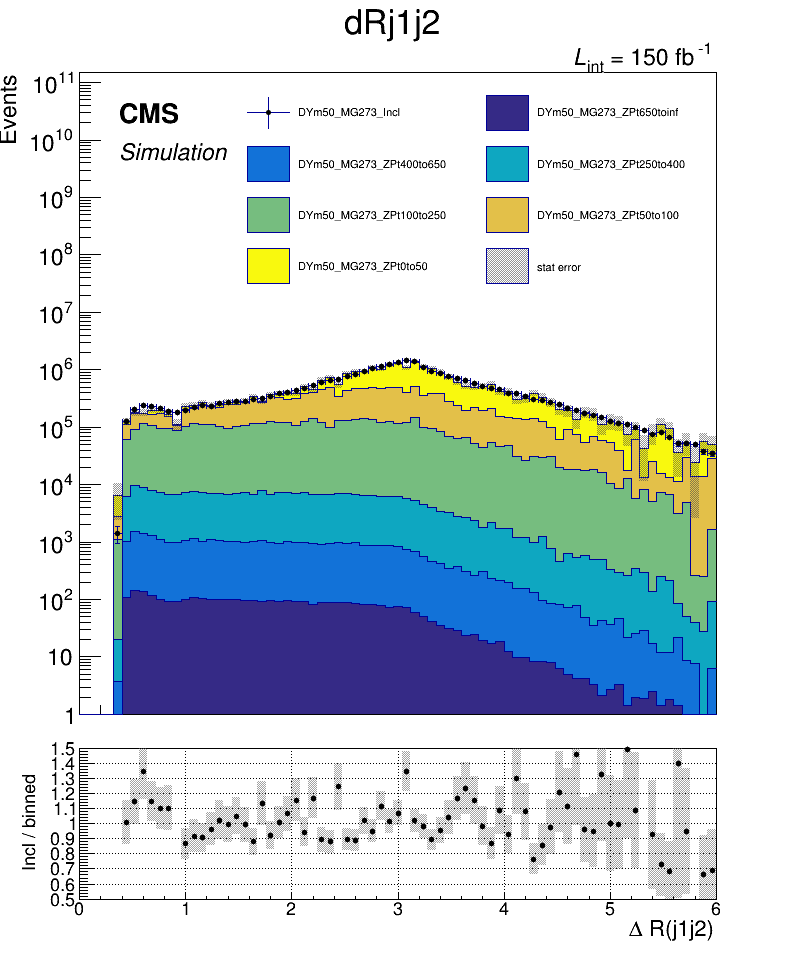 dRj1j2
L_int = 150 fb^-1
Events
10^11
10^10
10^9
10^8
10^7
10^6
10^5
10^4
10^3
10^2
10
1
CMS
Simulation
DYm50_MG273_Incl
DYm50_MG273_ZPt650toinf
DYm50_MG273_ZPt400to650
DYm50_MG273_ZPt250to400
DYm50_MG273_ZPt100to250
DYm50_MG273_ZPt50to100
DYm50_MG273_ZPt0to50
stat error
Incl / binned
1.5
1.4
1.3
1.2
1.1
1
0.9
0.8
0.7
0.6
0.5
0 1 2 3 4 5 6
Δ R(j1j2)